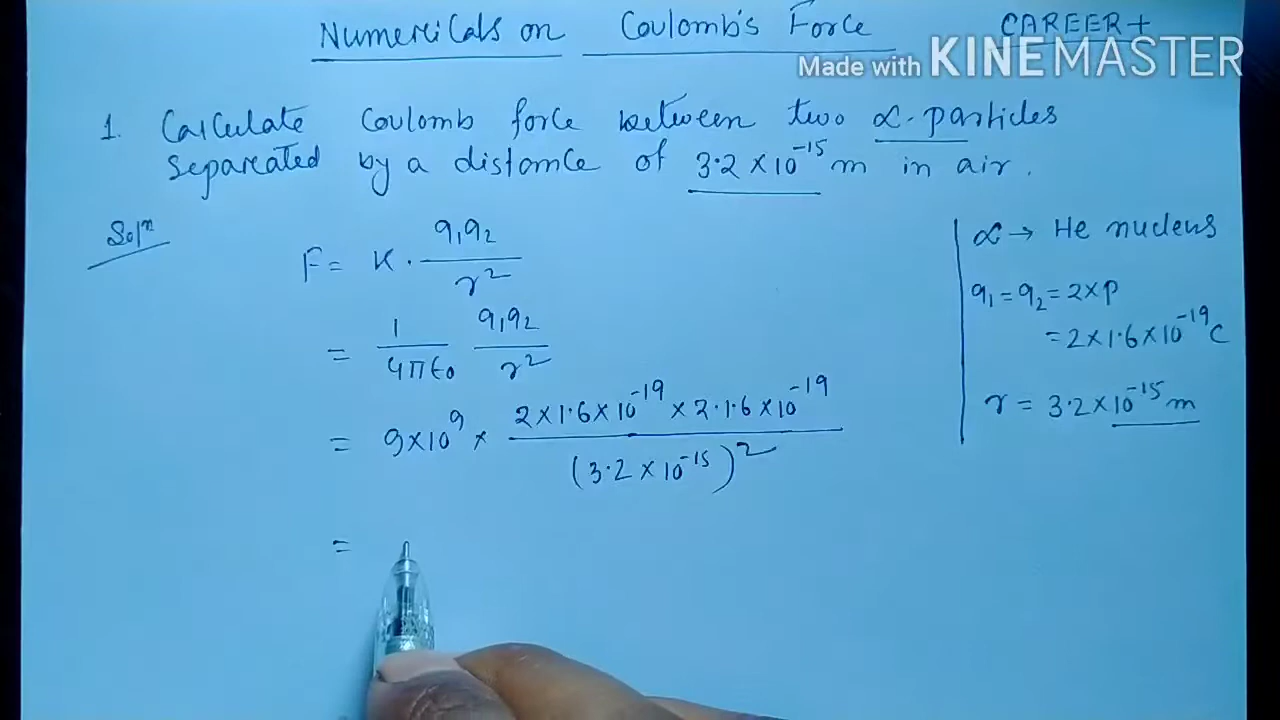 Numericals on Coulomb's Force CAREER+
Made with KINEMASTER
1. Calculate Coulomb force between two α-particles
separated by a distance of 3.2 × 10⁻¹⁵ m in air.
Solⁿ
F = K · q₁q₂ / r²
= 1 / 4π€₀ q₁q₂ / r²
= 9×10⁹ × 2×1.6×10⁻¹⁹ × 2·1.6×10⁻¹⁹ / (3.2×10⁻¹⁵)²
=
α → He nucleus
q₁ = q₂ = 2×p
= 2×1.6×10⁻¹⁹ C
r = 3.2×10⁻¹⁵ m